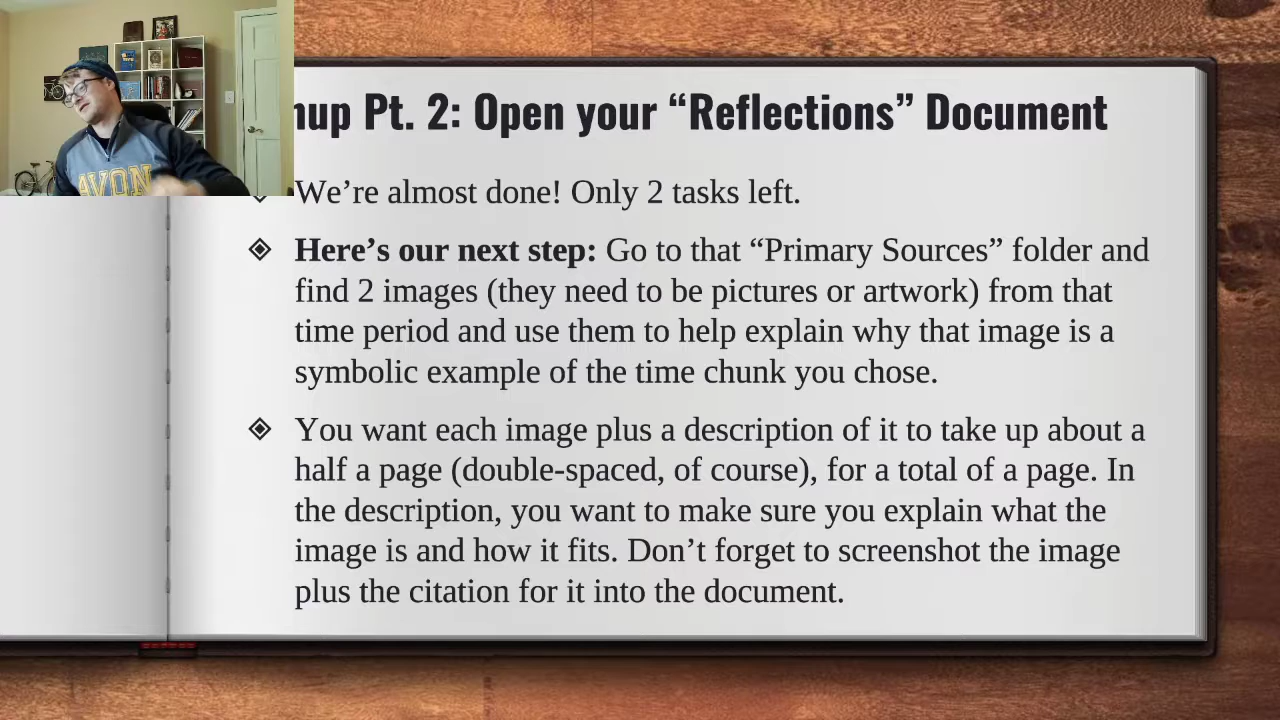 nup Pt. 2: Open your “Reflections” Document
AVON
We’re almost done! Only 2 tasks left.
Here’s our next step: Go to that “Primary Sources” folder and
find 2 images (they need to be pictures or artwork) from that
time period and use them to help explain why that image is a
symbolic example of the time chunk you chose.
You want each image plus a description of it to take up about a
half a page (double-spaced, of course), for a total of a page. In
the description, you want to make sure you explain what the
image is and how it fits. Don’t forget to screenshot the image
plus the citation for it into the document.